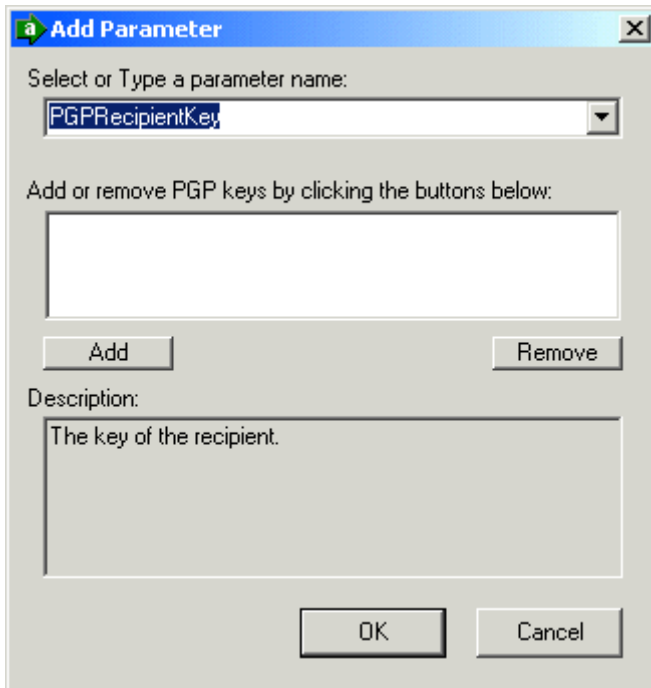 a Add Parameter
Select or Type a parameter name:
PGPRecipientKey
Add or remove PGP keys by clicking the buttons below:
Add Remove
Description:
The key of the recipient.
OK Cancel